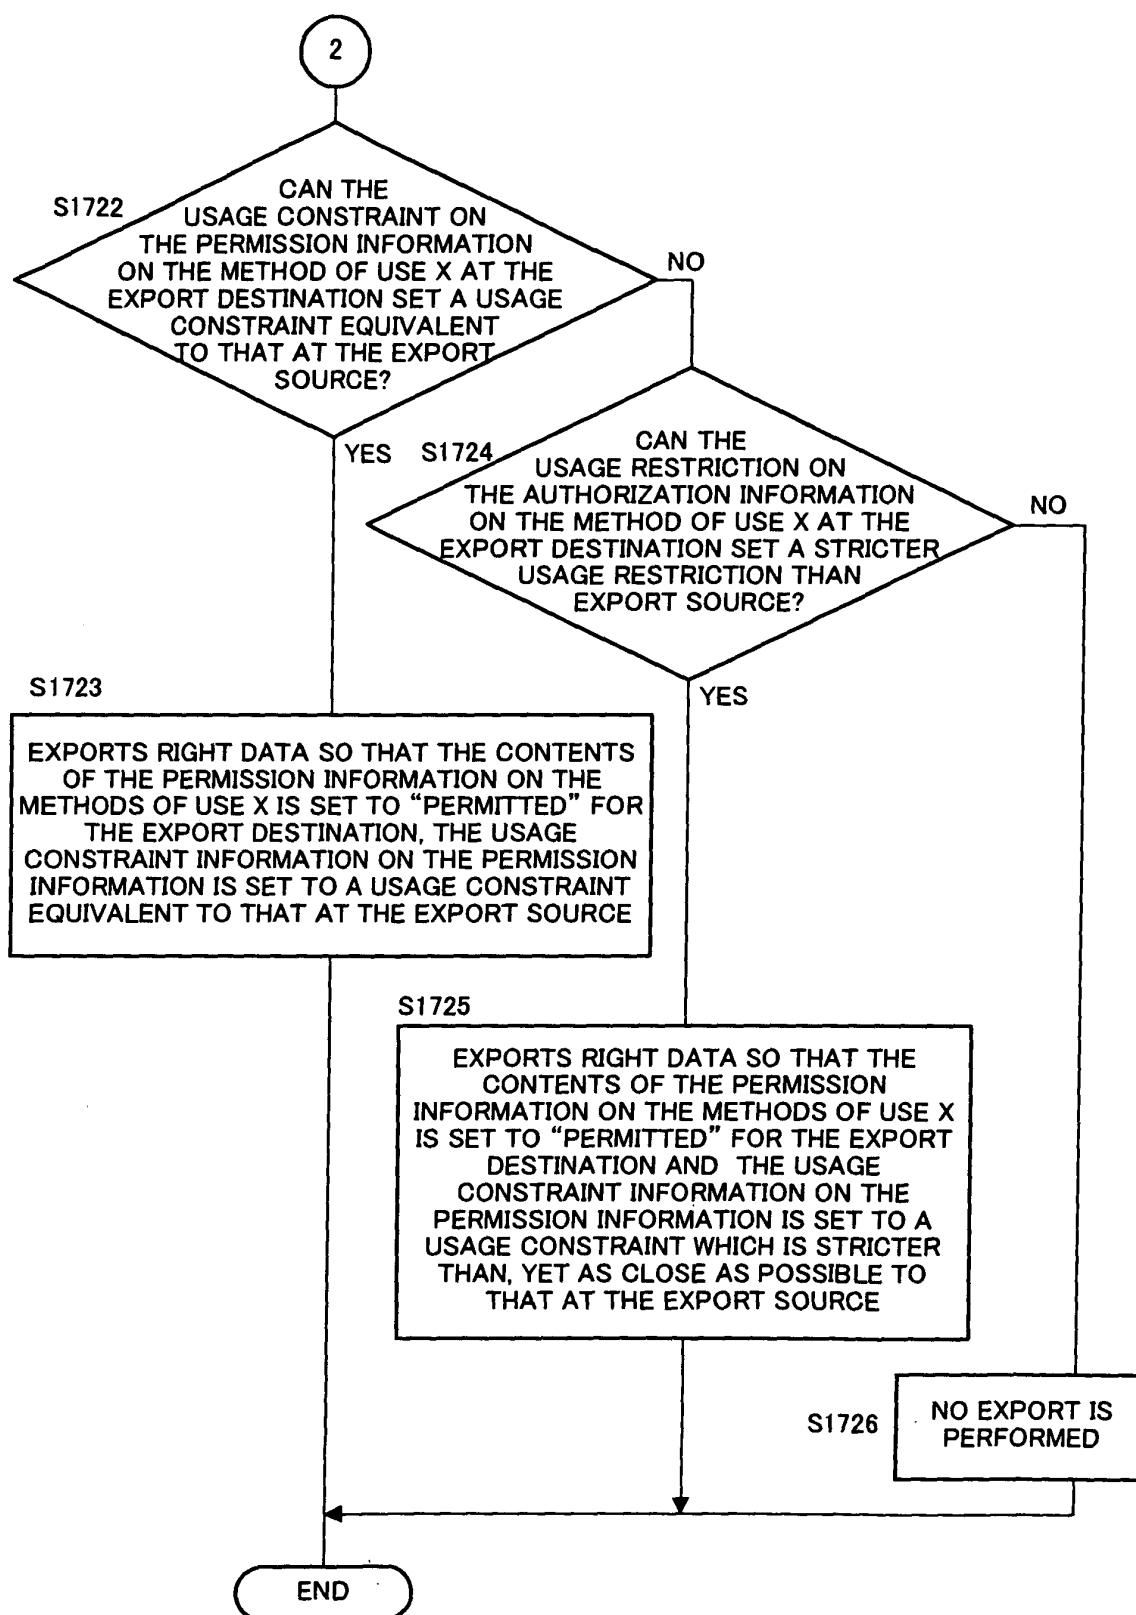 2
S1722
CAN THE
USAGE CONSTRAINT ON
THE PERMISSION INFORMATION
ON THE METHOD OF USE X AT THE
EXPORT DESTINATION SET A USAGE
CONSTRAINT EQUIVALENT
TO THAT AT THE EXPORT
SOURCE?
NO
YES
S1724
CAN THE
USAGE RESTRICTION ON
THE AUTHORIZATION INFORMATION
ON THE METHOD OF USE X AT THE
EXPORT DESTINATION SET A STRICTER
USAGE RESTRICTION THAN
EXPORT SOURCE?
NO
YES
S1723
EXPORTS RIGHT DATA SO THAT THE CONTENTS
OF THE PERMISSION INFORMATION ON THE
METHODS OF USE X IS SET TO “PERMITTED” FOR
THE EXPORT DESTINATION, THE USAGE
CONSTRAINT INFORMATION ON THE PERMISSION
INFORMATION IS SET TO A USAGE CONSTRAINT
EQUIVALENT TO THAT AT THE EXPORT SOURCE
S1725
EXPORTS RIGHT DATA SO THAT THE
CONTENTS OF THE PERMISSION
INFORMATION ON THE METHODS OF USE X
IS SET TO “PERMITTED” FOR THE EXPORT
DESTINATION AND THE USAGE
CONSTRAINT INFORMATION ON THE
PERMISSION INFORMATION IS SET TO A
USAGE CONSTRAINT WHICH IS STRICTER
THAN, YET AS CLOSE AS POSSIBLE TO
THAT AT THE EXPORT SOURCE
S1726
NO EXPORT IS
PERFORMED
END